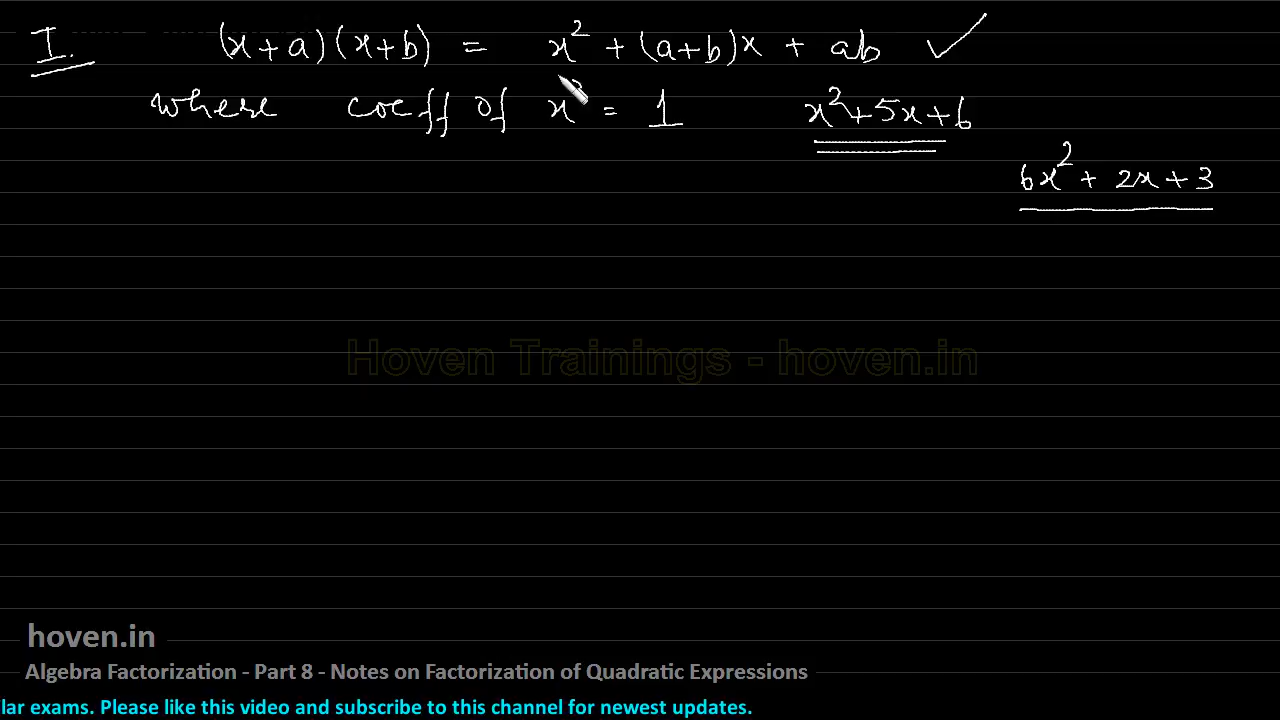 I. (x+a)(x+b) = x² + (a+b)x + ab ✓
where coeff of x² = 1 x²+5x+6
6x² + 2x + 3
Hoven Trainings - hoven.in
hoven.in
Algebra Factorization - Part 8 - Notes on Factorization of Quadratic Expressions
lar exams. Please like this video and subscribe to this channel for newest updates.